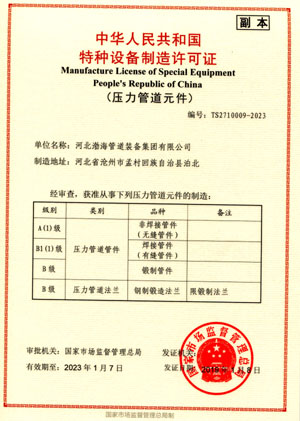 副 本
中华人民共和国
特种设备制造许可证
Manufacture License of Special Equipment
People's Republic of China
(压力管道元件)
编号: TS2710009-2023
单位名称: 河北渤海管道装备集团有限公司
制造地址: 河北省沧州市孟村回族自治县泊北
经审查, 获准从事下列压力管道元件的制造:
级别 类别 品种 备注
A(1)级 压力管道管件 非焊接管件(无缝管件)
B1(1)级 焊接管件(有缝管件)
B级 锻制管件
B级 压力管道法兰 钢制锻造法兰 限锻制法兰
审批机关: 国家市场监督管理总局 发证机关:
有效期至: 2023 年 1 月 7 日 发证日期: 2019 年 1 月 8 日
国家市场监督管理总局
国家市场监督管理总局制